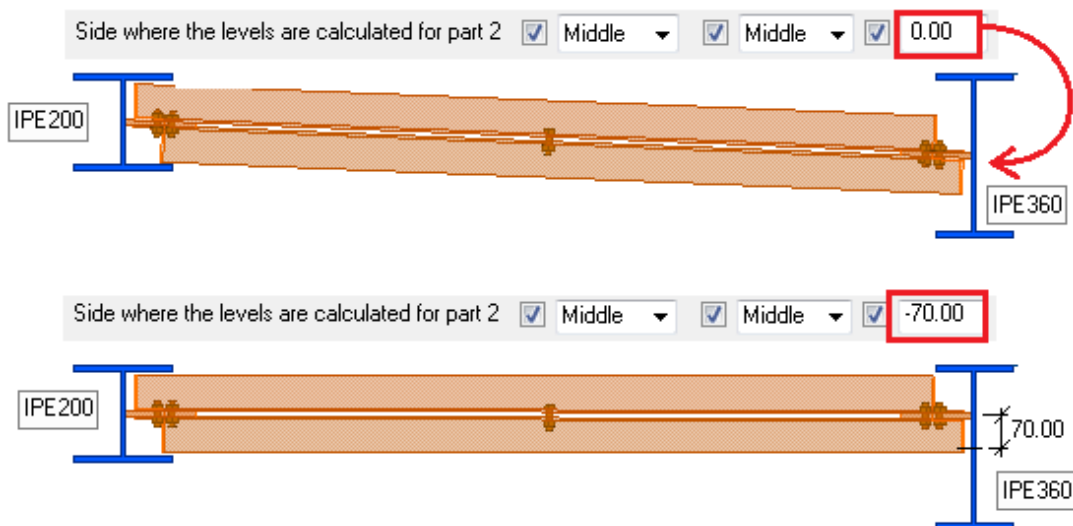 Side where the levels are calculated for part 2 Middle Middle 0.00
IPE200
IPE360
Side where the levels are calculated for part 2 Middle Middle -70.00
IPE200
70.00
IPE360